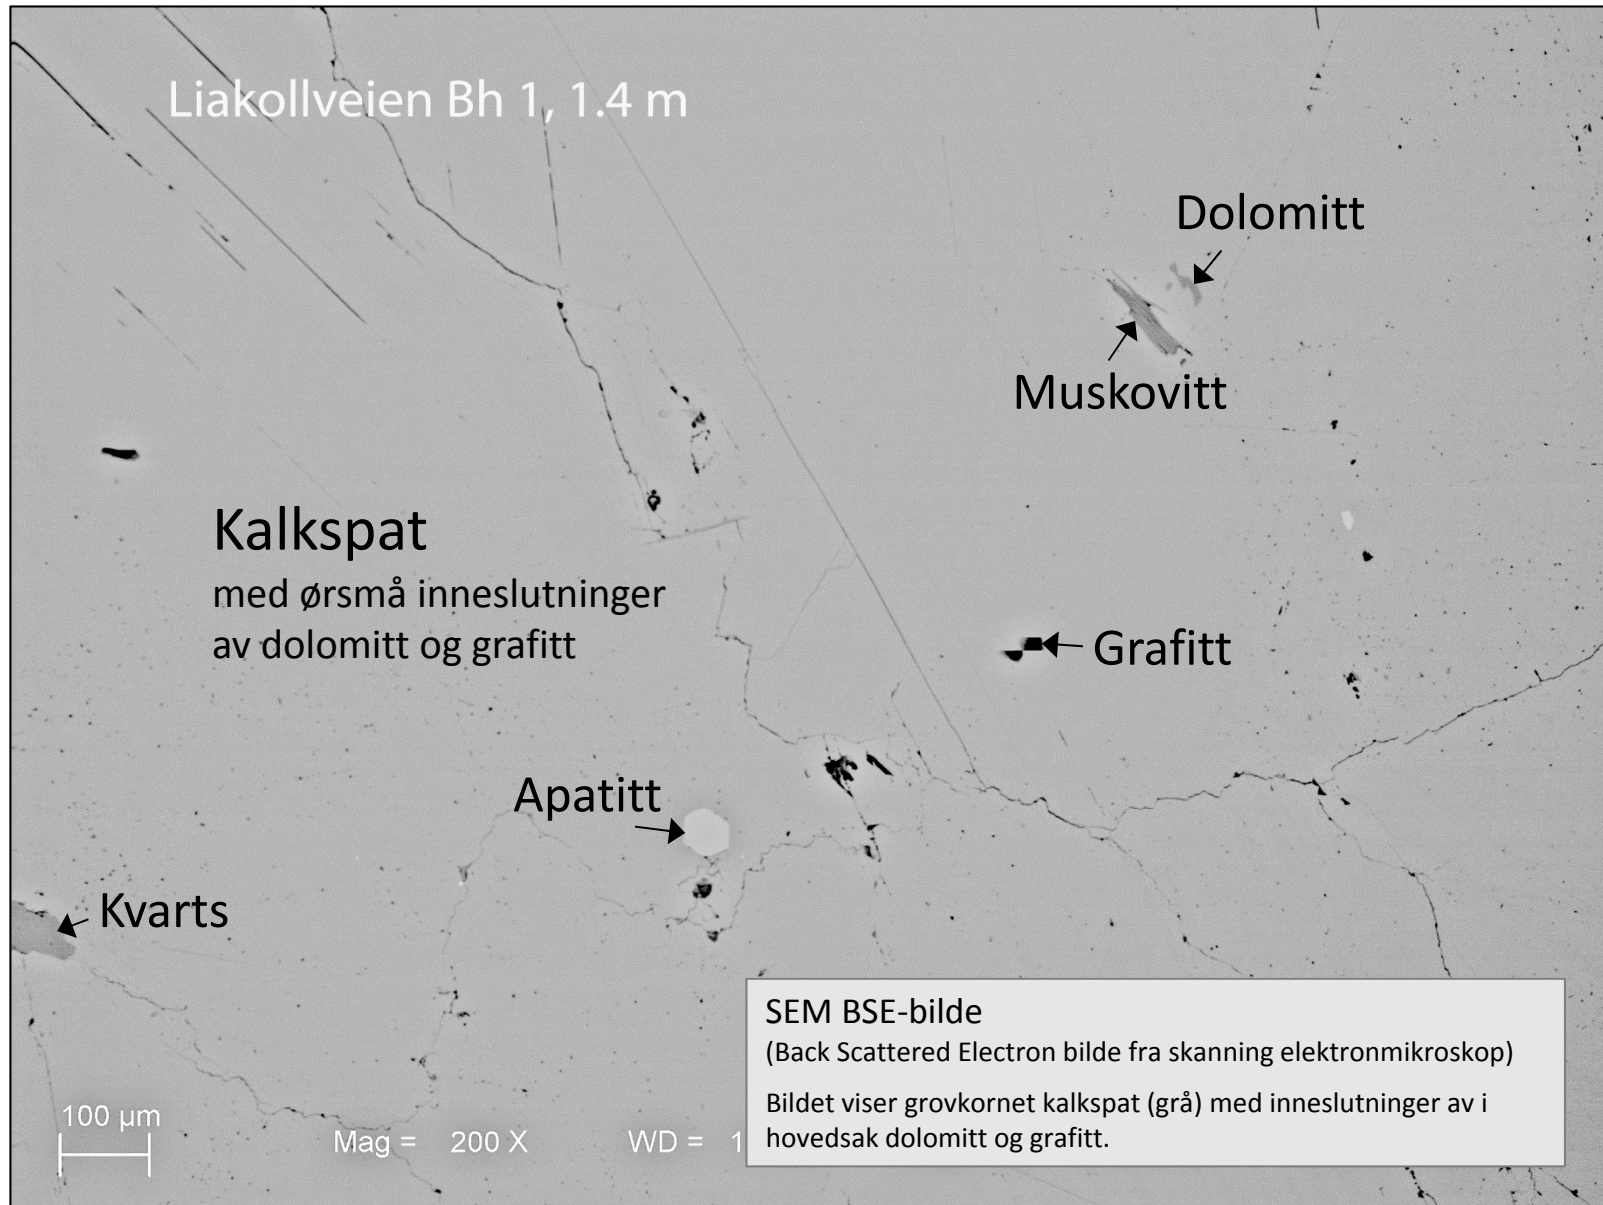 Liakollveien Bh 1, 1.4 m
Dolomitt
Muskovitt
Kalkspat
med ørsmå inneslutninger
av dolomitt og grafitt
Grafitt
Apatitt
Kvarts
SEM BSE-bilde
(Back Scattered Electron bilde fra skanning elektronmikroskop)
Bildet viser grovkornet kalkspat (grå) med inneslutninger av i
hovedsak dolomitt og grafitt.
100 µm
Mag = 200 X WD = 1